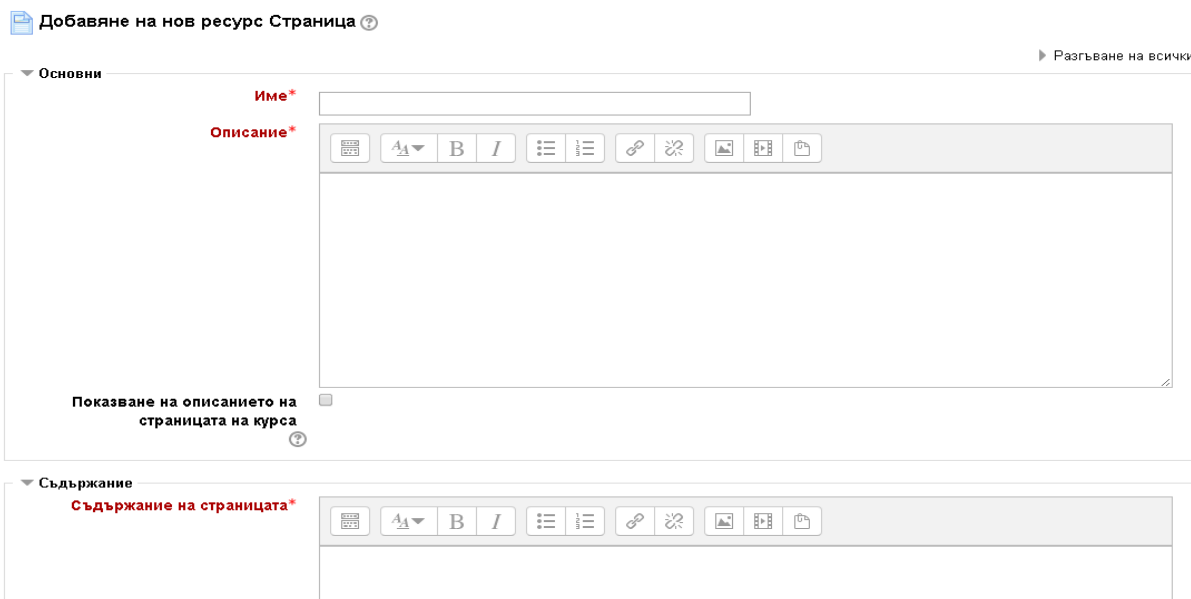 Добавяне на нов ресурс Страница
Разгъване на всички
Основни
Име*
Описание*
Показване на описанието на
страницата на курса
Съдържание
Съдържание на страницата*